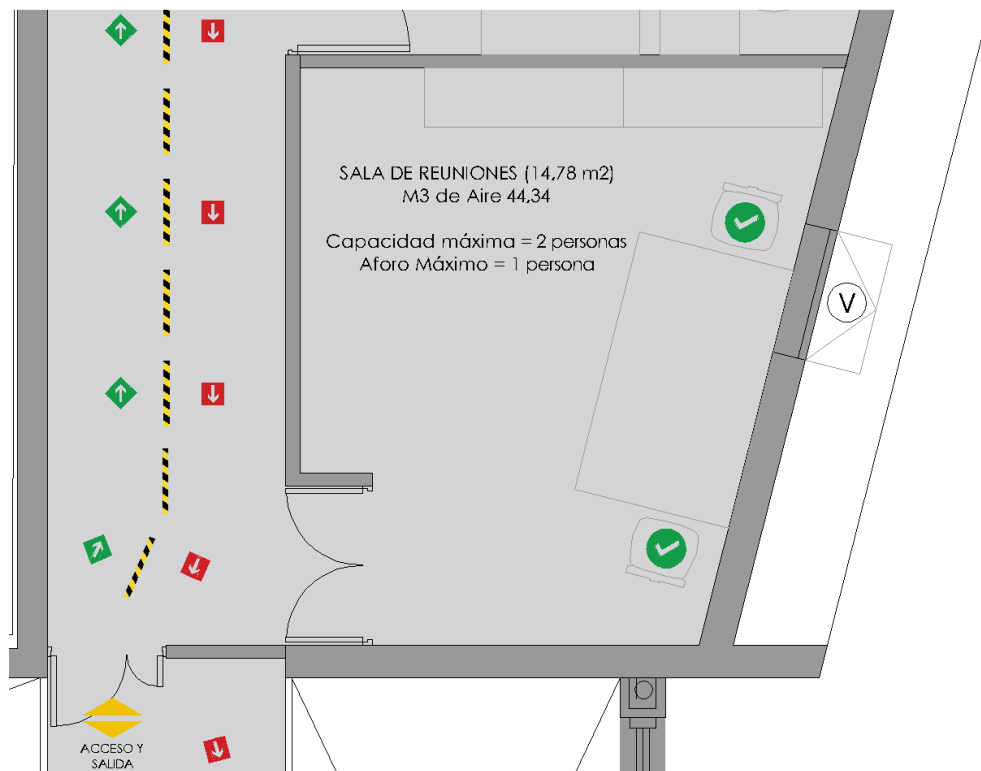 SALA DE REUNIONES (14,78 m2)
M3 de Aire 44,34
Capacidad máxima = 2 personas
Aforo Máximo = 1 persona
V
ACCESO Y
SALIDA